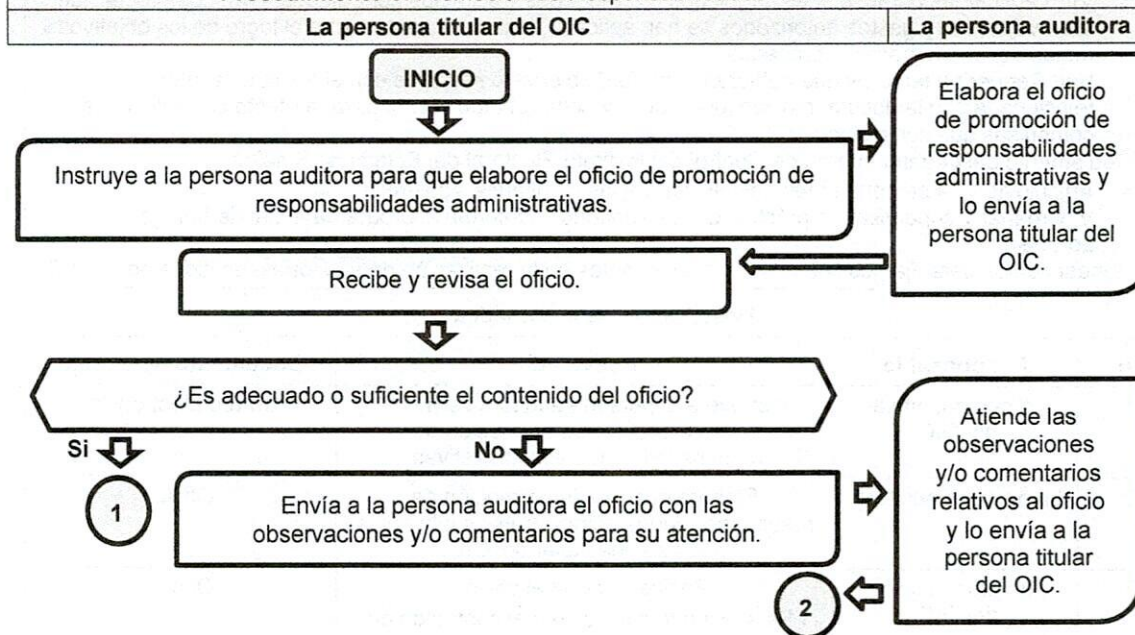 La persona titular del OIC
La persona auditora
INICIO
Instruye a la persona auditora para que elabore el oficio de promoción de
responsabilidades administrativas.
Elabora el oficio
de promoción de
responsabilidades
administrativas y
lo envía a la
persona titular del
OIC.
Recibe y revisa el oficio.
¿Es adecuado o suficiente el contenido del oficio?
Si
No
1
Envía a la persona auditora el oficio con las
observaciones y/o comentarios para su atención.
Atiende las
observaciones
y/o comentarios
relativos al oficio
y lo envía a la
persona titular
del OIC.
2